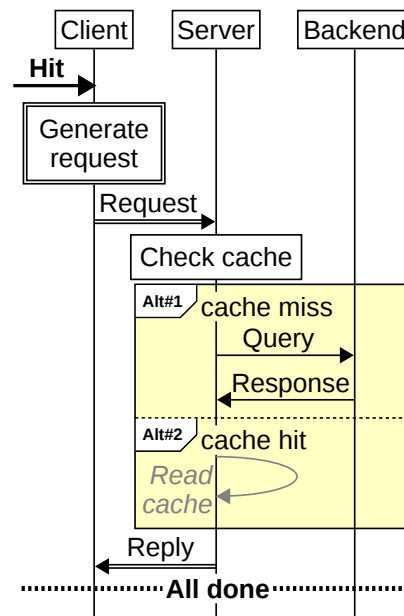 Client Server Backend
Hit
Generate
request
Request
Check cache
Alt#1 cache miss
Query
Response
Alt#2 cache hit
Read
cache
Reply
All done